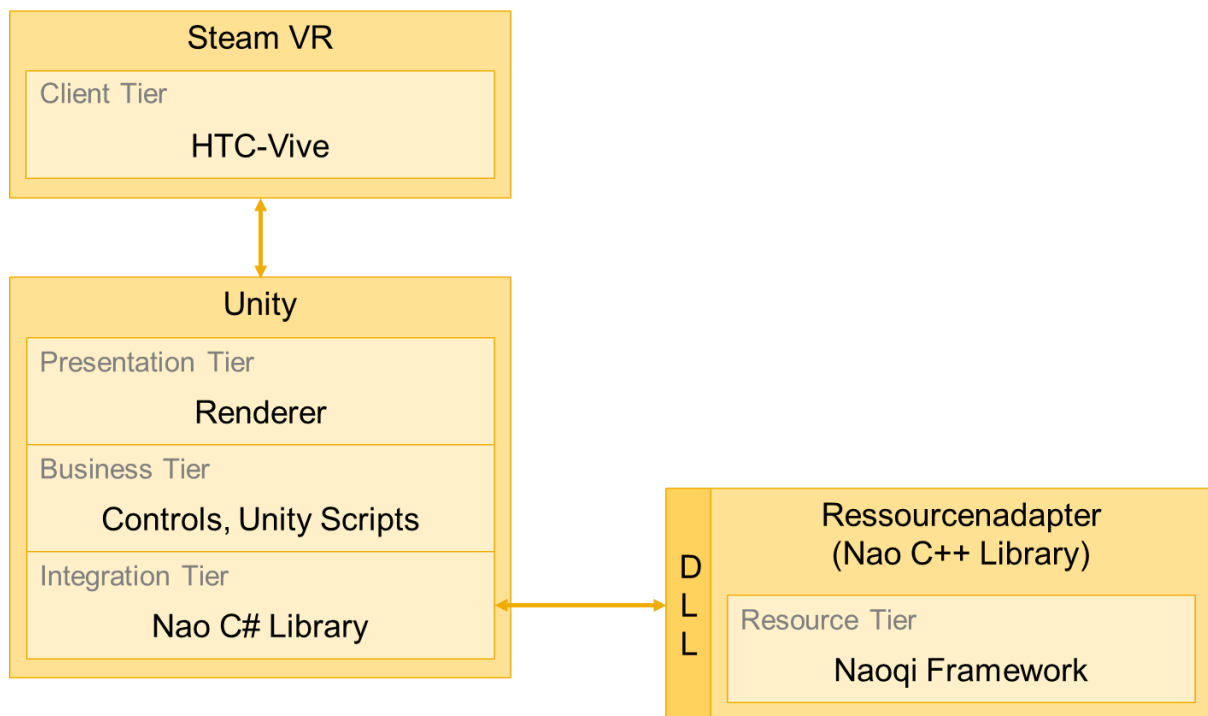 Steam VR
Client Tier
HTC-Vive
Unity
Presentation Tier
Renderer
Business Tier
Controls, Unity Scripts
Integration Tier
Nao C# Library
D
L
L
Ressourcenadapter
(Nao C++ Library)
Resource Tier
Naoqi Framework